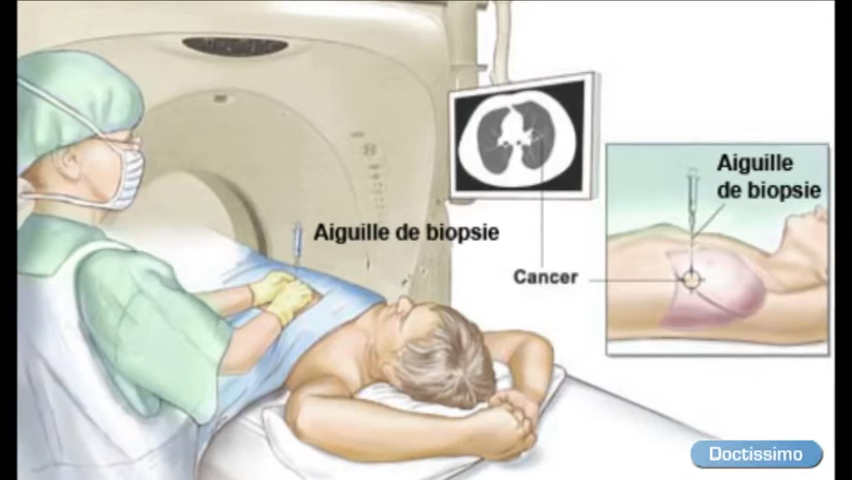 Aiguille de biopsie
Cancer
Aiguille
de biopsie
Doctissimo